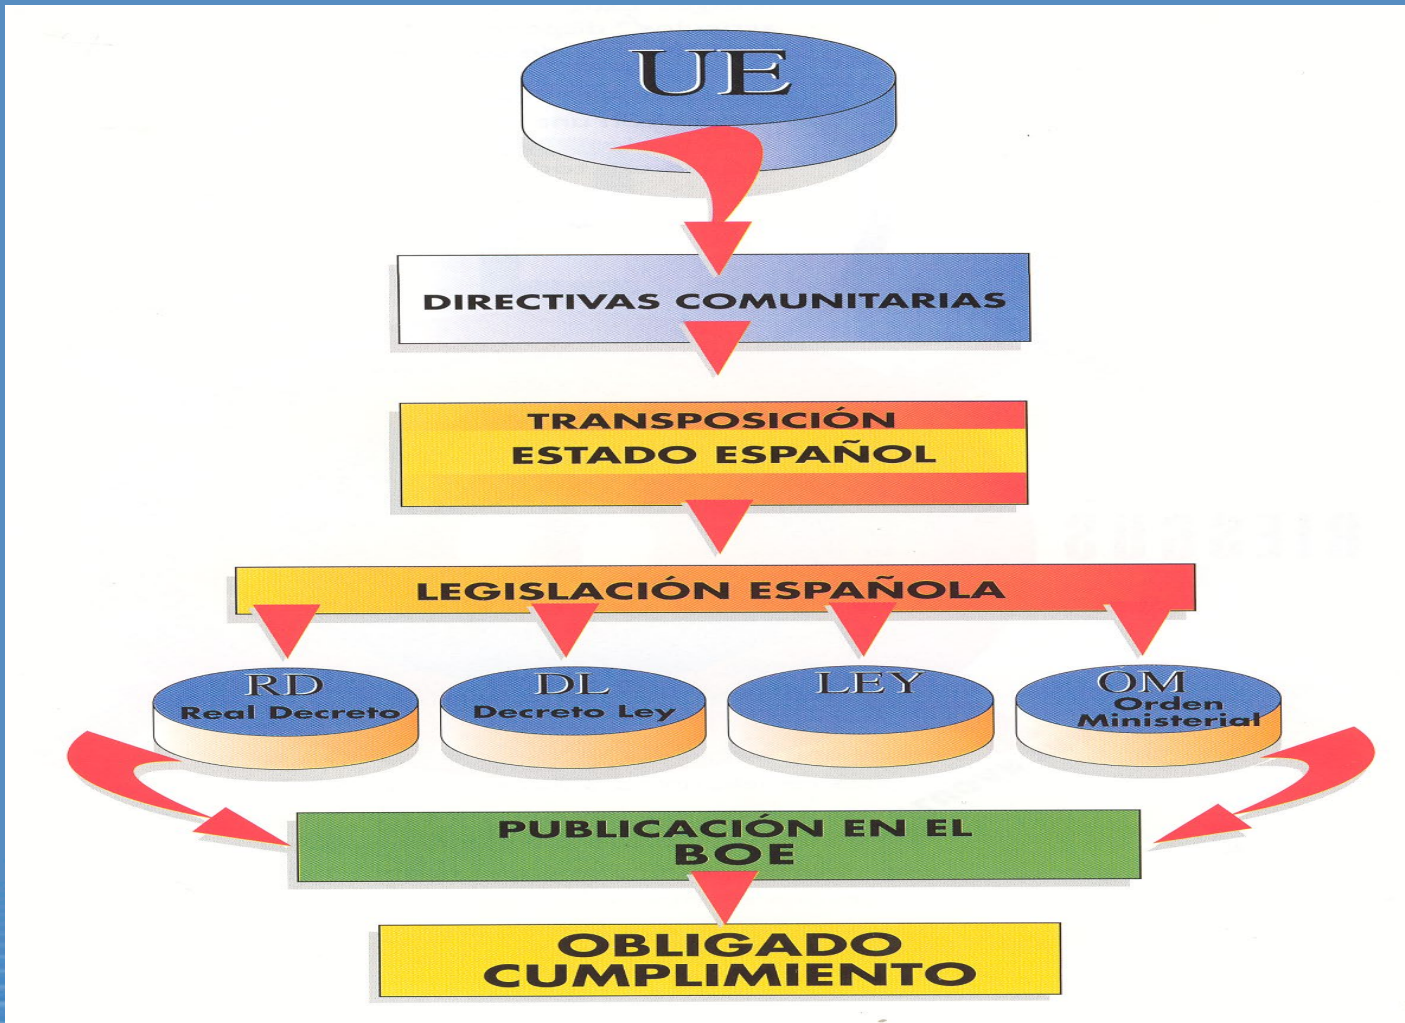 UE
DIRECTIVAS COMUNITARIAS
TRANSPOSICIÓN
ESTADO ESPAÑOL
LEGISLACIÓN ESPAÑOLA
RD
Real Decreto
DL
Decreto Ley
LEY
OM
Orden
Ministerial
PUBLICACIÓN EN EL
BOE
OBLIGADO
CUMPLIMIENTO